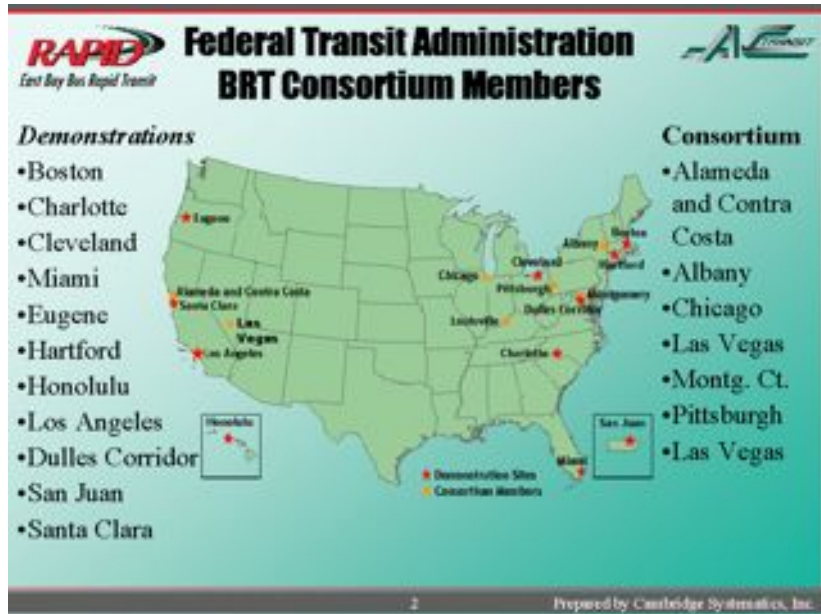 RAPID
East Bay Bus Rapid Transit
Federal Transit Administration
BRT Consortium Members
AC TRANSIT
Demonstrations
•Boston
•Charlotte
•Cleveland
•Miami
•Eugene
•Hartford
•Honolulu
•Los Angeles
•Dulles Corridor
•San Juan
•Santa Clara
Eugene
Alameda and Contra Costa
Santa Clara
Las
Vegas
Los Angeles
Honolulu
Chicago
Louisville
Cleveland
Pittsburgh
Albany
Boston
Hartford
Montgomery
Dulles Corridor
Charlotte
Miami
San Juan
Demonstration Sites
Consortium Members
Consortium
•Alameda
and Contra
Costa
•Albany
•Chicago
•Las Vegas
•Montg. Ct.
•Pittsburgh
•Las Vegas
2
Prepared by Cambridge Systematics, Inc.